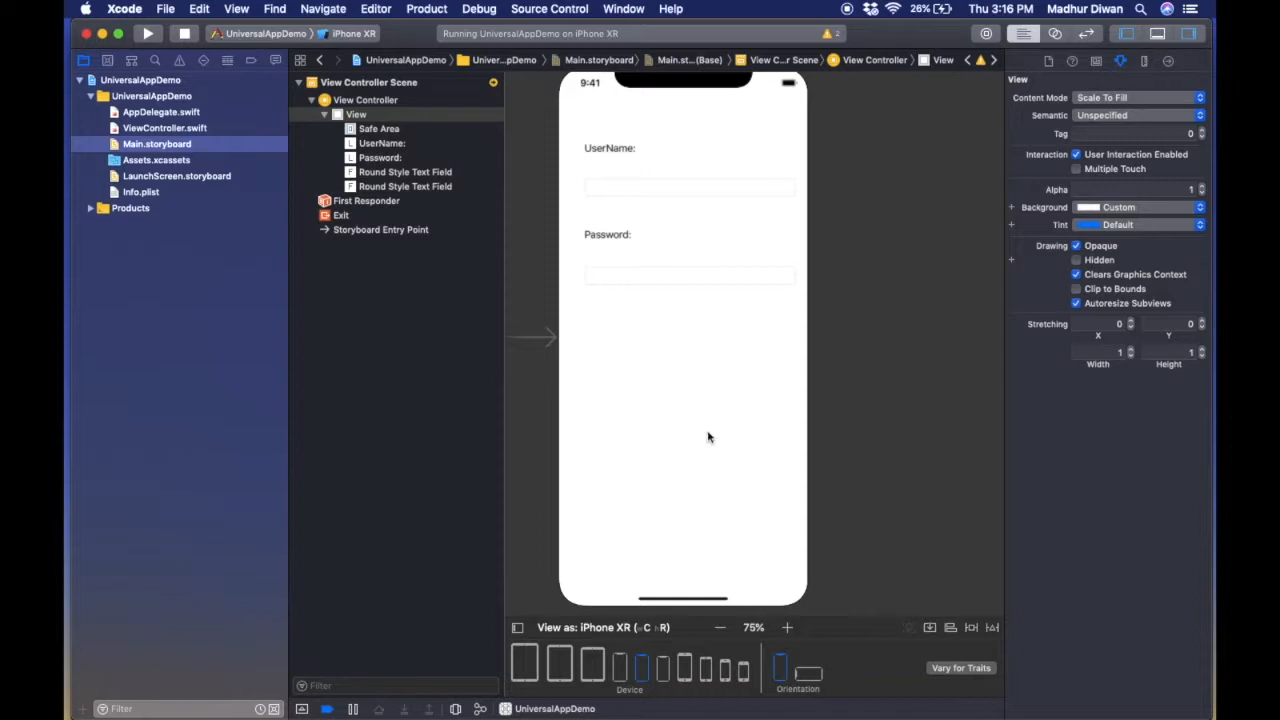 Xcode File Edit View Find Navigate Editor Product Debug Source Control Window Help 26% Thu 3:16 PM Madhur Diwan
UniversalAppDemo iPhone XR Running UniversalAppDemo on iPhone XR 2
UniversalAppDemo Univer...ppDemo Main.storyboard Main.st...(Base) View C...r Scene View Controller View
UniversalAppDemo
UniversalAppDemo
AppDelegate.swift
ViewController.swift
Main.storyboard
Assets.xcassets
LaunchScreen.storyboard
Info.plist
Products
Filter
View Controller Scene
View Controller
View
Safe Area
UserName:
Password:
Round Style Text Field
Round Style Text Field
First Responder
Exit
Storyboard Entry Point
Filter
9:41
UserName:
Password:
View as: iPhone XR (wC hR) 75%
Device
Orientation
Vary for Traits
UniversalAppDemo
View
Content Mode Scale To Fill
Semantic Unspecified
Tag 0
Interaction User Interaction Enabled
Multiple Touch
Alpha 1
Background Custom
Tint Default
Drawing Opaque
Hidden
Clears Graphics Context
Clip to Bounds
Autoresize Subviews
Stretching 0 0
X Y
1 1
Width Height